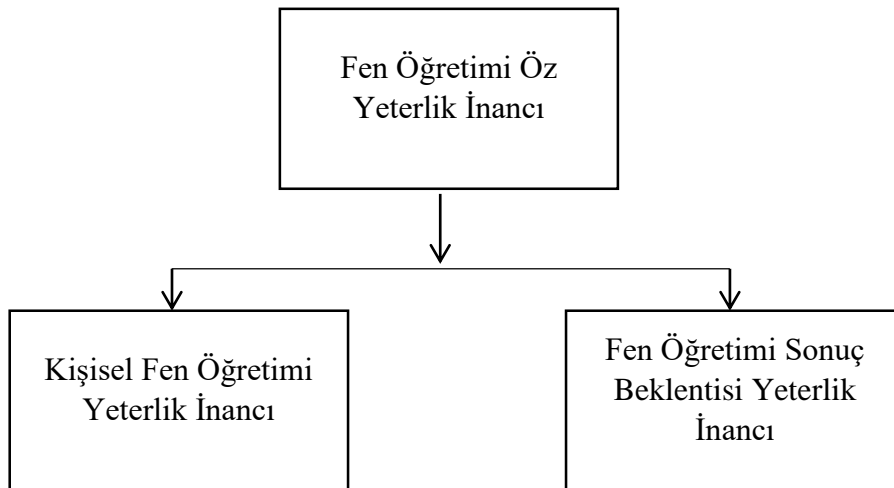 Fen Öğretimi Öz
Yeterlik İnancı
Kişisel Fen Öğretimi
Yeterlik İnancı
Fen Öğretimi Sonuç
Beklentisi Yeterlik
İnancı